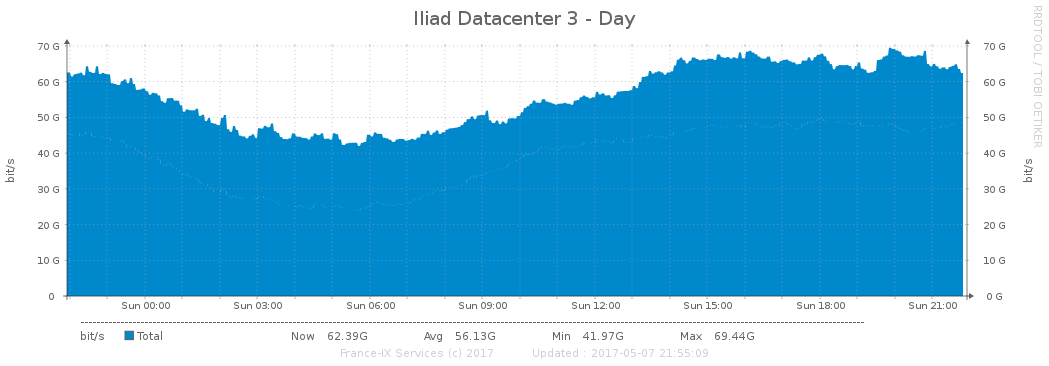 Iliad Datacenter 3 - Day
RRDTOOL / TOBI OETIKER
70 G 70 G
60 G 60 G
50 G 50 G
40 G 40 G
30 G 30 G
20 G 20 G
10 G 10 G
0 0 G
bit/s bit/s
Sun 00:00 Sun 03:00 Sun 06:00 Sun 09:00 Sun 12:00 Sun 15:00 Sun 18:00 Sun 21:00
bit/s Total Now 62.39G Avg 56.13G Min 41.97G Max 69.44G
France-IX Services (c) 2017 Updated : 2017-05-07 21:55:09